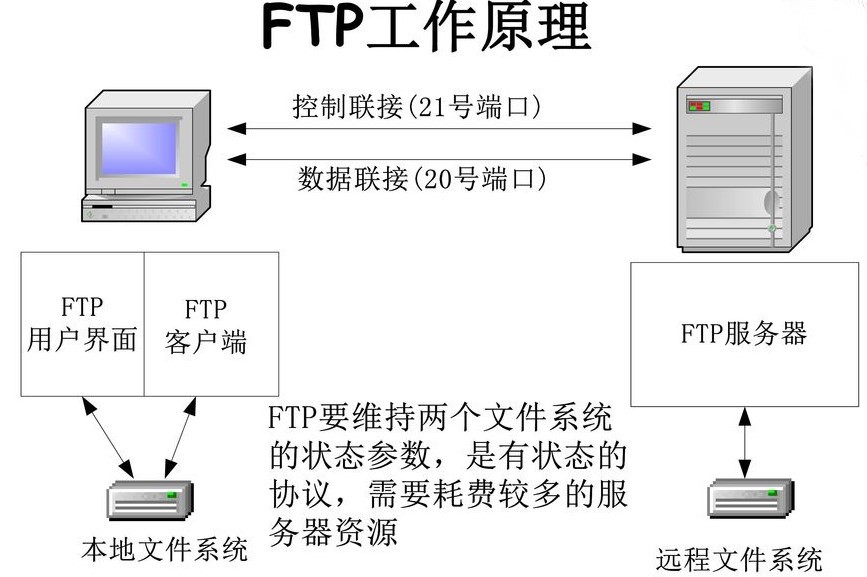 FTP工作原理
控制联接(21号端口)
数据联接(20号端口)
FTP
用户界面
FTP
客户端
FTP服务器
FTP要维持两个文件系统
的状态参数，是有状态的
协议，需要耗费较多的服
务器资源
本地文件系统
远程文件系统